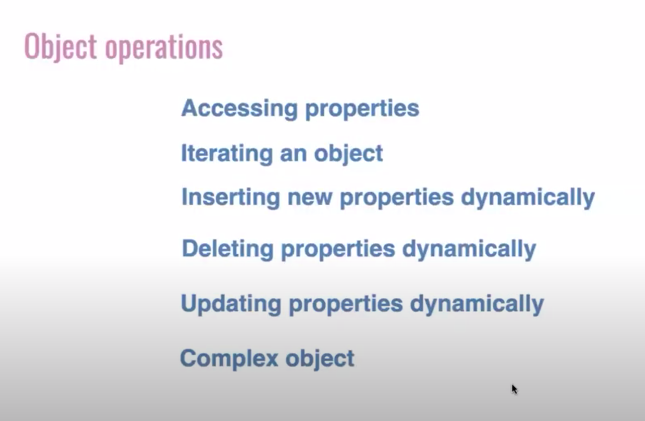 Object operations
Accessing properties
Iterating an object
Inserting new properties dynamically
Deleting properties dynamically
Updating properties dynamically
Complex object